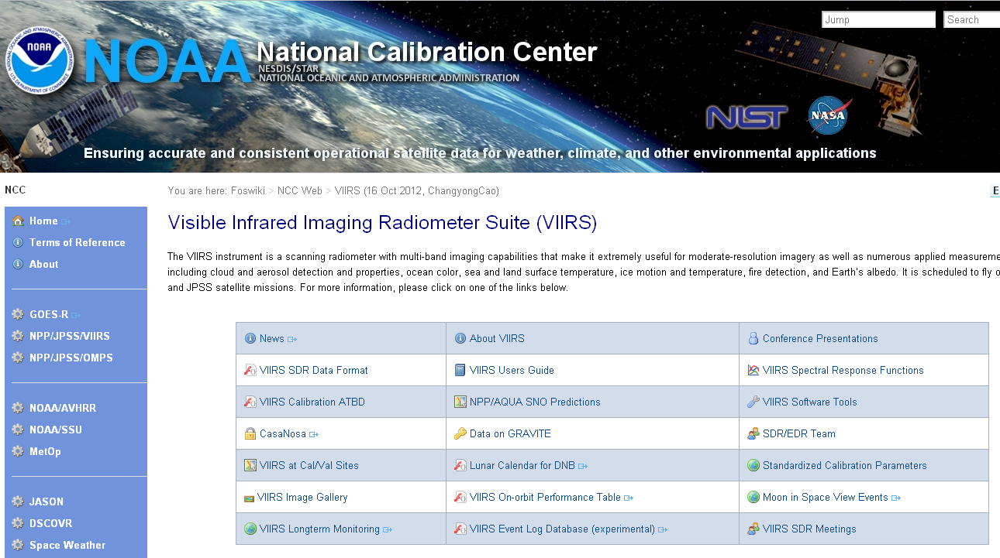 Jump
Search
NOAA
NOAA
National Calibration Center
NESDIS/STAR
NATIONAL OCEANIC AND ATMOSPHERIC ADMINISTRATION
NATIONAL OCEANIC AND ATMOSPHERIC ADMINISTRATION
U.S. DEPARTMENT OF COMMERCE
NIST
NASA
Ensuring accurate and consistent operational satellite data for weather, climate, and other environmental applications
NCC
You are here: Foswiki > NCC Web > VIIRS (16 Oct 2012, ChangyongCao)
E
Home
Terms of Reference
About
GOES-R
NPP/JPSS/VIIRS
NPP/JPSS/OMPS
NOAA/AVHRR
NOAA/SSU
MetOp
JASON
DSCOVR
Space Weather
Visible Infrared Imaging Radiometer Suite (VIIRS)
The VIIRS instrument is a scanning radiometer with multi-band imaging capabilities that make it extremely useful for moderate-resolution imagery as well as numerous applied measureme
including cloud and aerosol detection and properties, ocean color, sea and land surface temperature, ice motion and temperature, fire detection, and Earth's albedo. It is scheduled to fly o
and JPSS satellite missions. For more information, please click on one of the links below.
News About VIIRS Conference Presentations
VIIRS SDR Data Format VIIRS Users Guide VIIRS Spectral Response Functions
VIIRS Calibration ATBD NPP/AQUA SNO Predictions VIIRS Software Tools
CasaNosa Data on GRAVITE SDR/EDR Team
VIIRS at Cal/Val Sites Lunar Calendar for DNB Standardized Calibration Parameters
VIIRS Image Gallery VIIRS On-orbit Performance Table Moon in Space View Events
VIIRS Longterm Monitoring VIIRS Event Log Database (experimental) VIIRS SDR Meetings